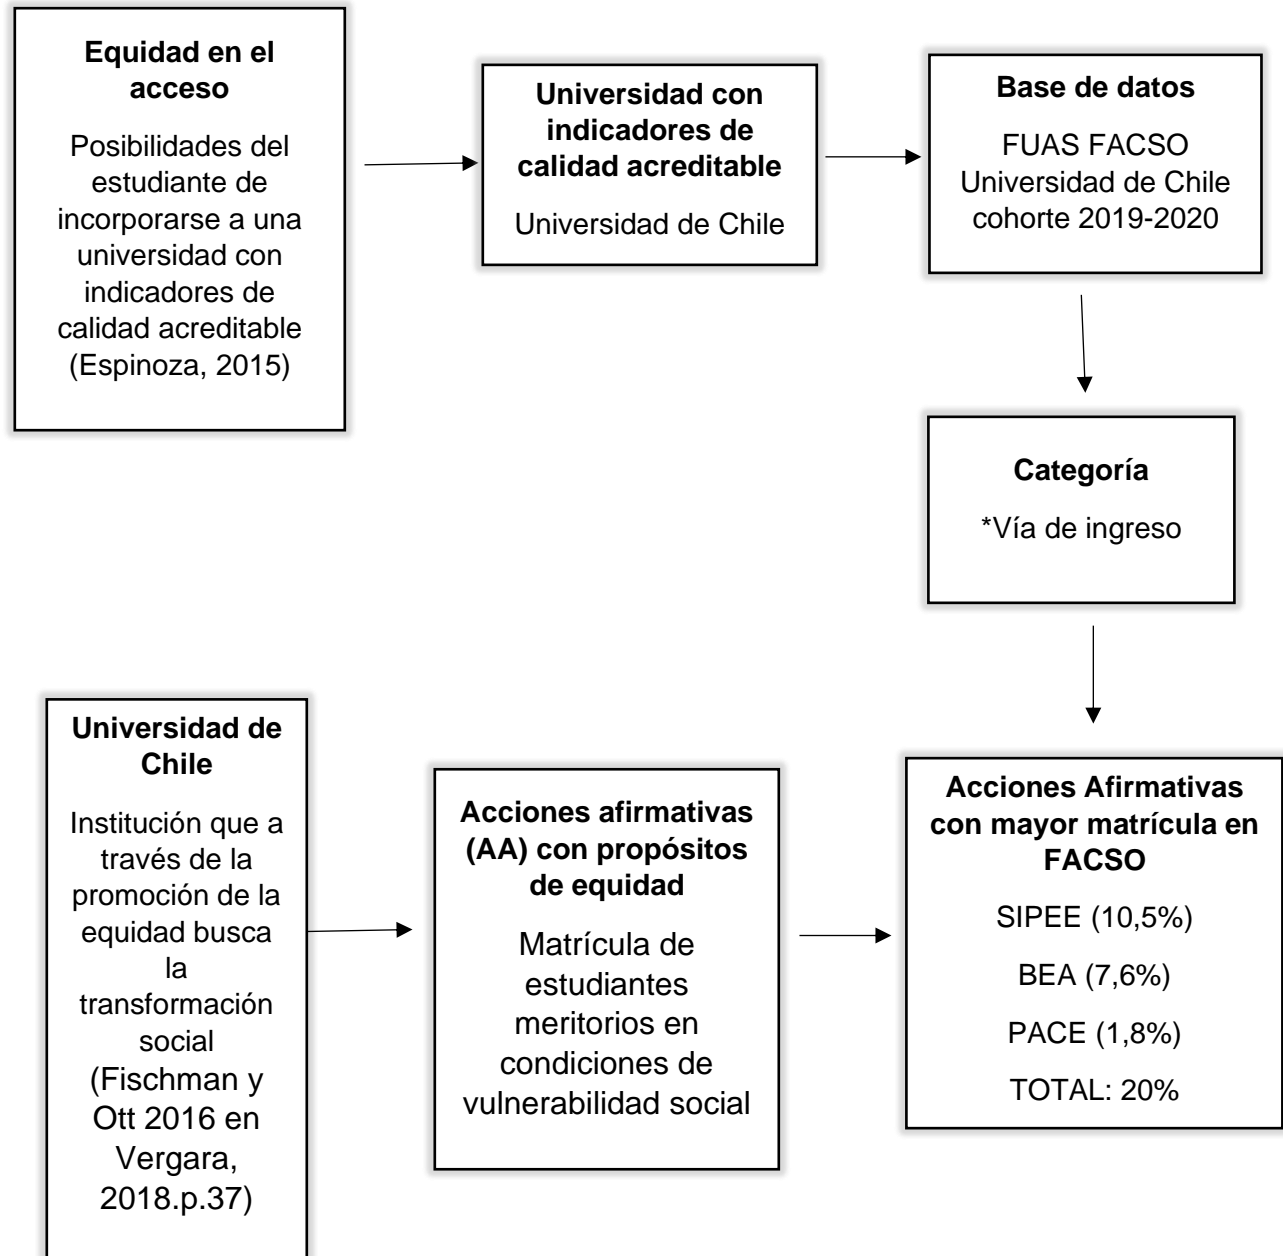 Equidad en el
acceso
Posibilidades del
estudiante de
incorporarse a una
universidad con
indicadores de
calidad acreditable
(Espinoza, 2015)
Universidad con
indicadores de
calidad acreditable
Universidad de Chile
Base de datos
FUAS FACSO
Universidad de Chile
cohorte 2019-2020
Categoría
*Vía de ingreso
Universidad de
Chile
Institución que a
través de la
promoción de la
equidad busca
la
transformación
social
(Fischman y
Ott 2016 en
Vergara,
2018.p.37)
Acciones afirmativas
(AA) con propósitos
de equidad
Matrícula de
estudiantes
meritorios en
condiciones de
vulnerabilidad social
Acciones Afirmativas
con mayor matrícula en
FACSO
SIPEE (10,5%)
BEA (7,6%)
PACE (1,8%)
TOTAL: 20%